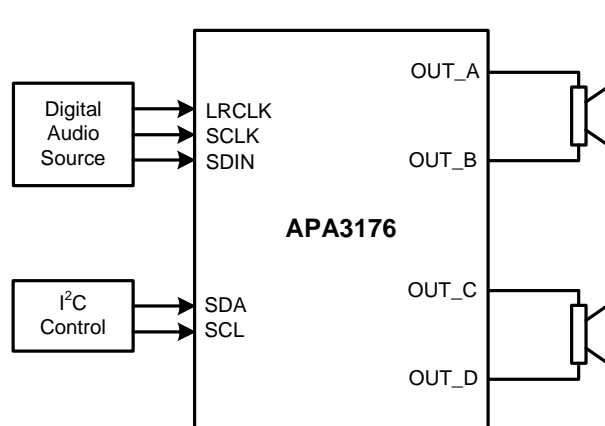 Digital
Audio
Source
LRCLK
SCLK
SDIN
OUT_A
OUT_B
APA3176
I²C
Control
SDA
SCL
OUT_C
OUT_D